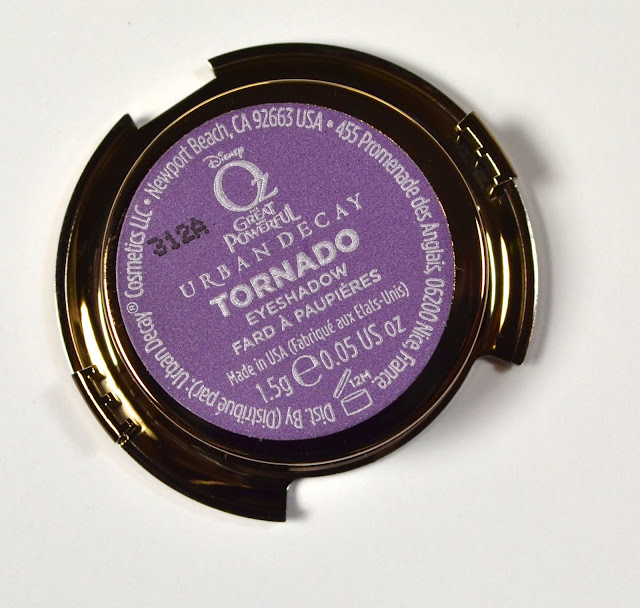 Dist. By (Distribué par). Urban Decay® Cosmetics LLC • Newport Beach, CA 92663 USA • 455 Promenade des Anglais, 06200 Nice France.
Disney
OZ
THE
GREAT
AND
POWERFUL
312A
URBAN DECAY
TORNADO
EYESHADOW
FARD À PAUPIÈRES
Made in USA (Fabriqué aux États-Unis)
1.5g ℮ 0.05 US oz
12M